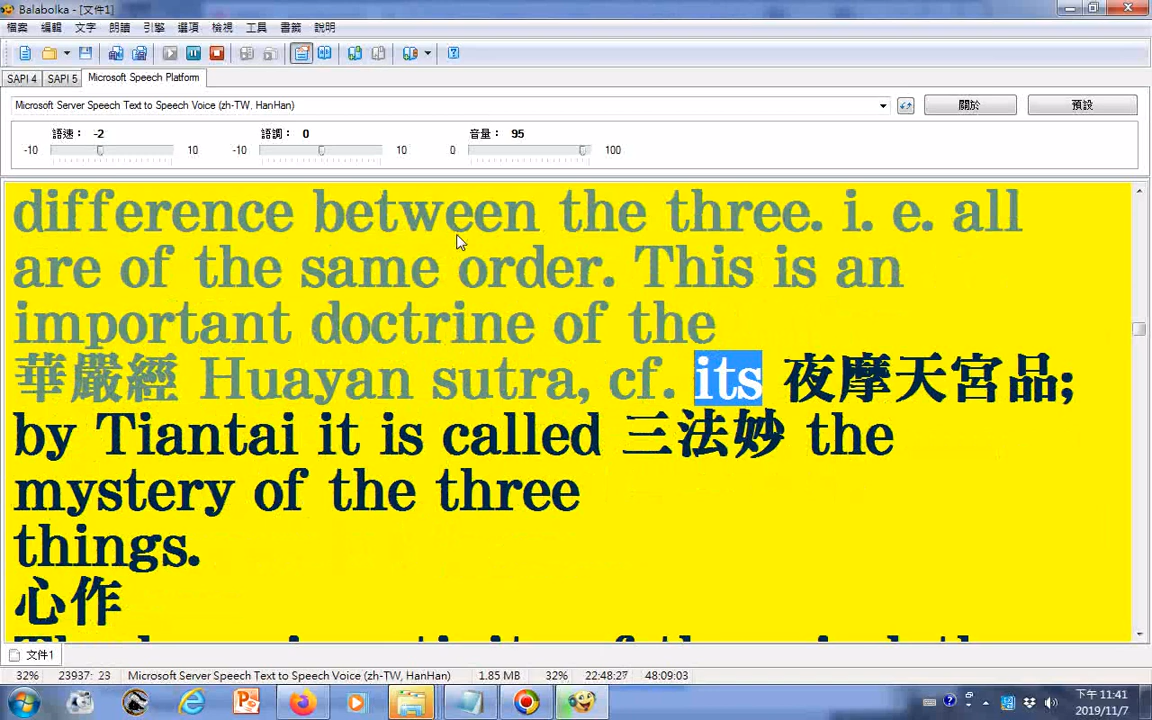 Balabolka - [文件1]
檔案 編輯 文字 朗讀 引擎 選項 檢視 工具 書籤 說明
SAPI 4 SAPI 5 Microsoft Speech Platform
Microsoft Server Speech Text to Speech Voice (zh-TW, HanHan) 關於 預設
語速： -2 語調： 0 音量： 95
-10 10 -10 10 0 100
difference between the three. i. e. all
are of the same order. This is an
important doctrine of the
華嚴經 Huayan sutra, cf. its 夜摩天宮品;
by Tiantai it is called 三法妙 the
mystery of the three
things.
心作
文件1
32% 23937: 23 Microsoft Server Speech Text to Speech Voice (zh-TW, HanHan) 1.85 MB 32% 22:48:27 48:09:03
下午 11:41
2019/11/7